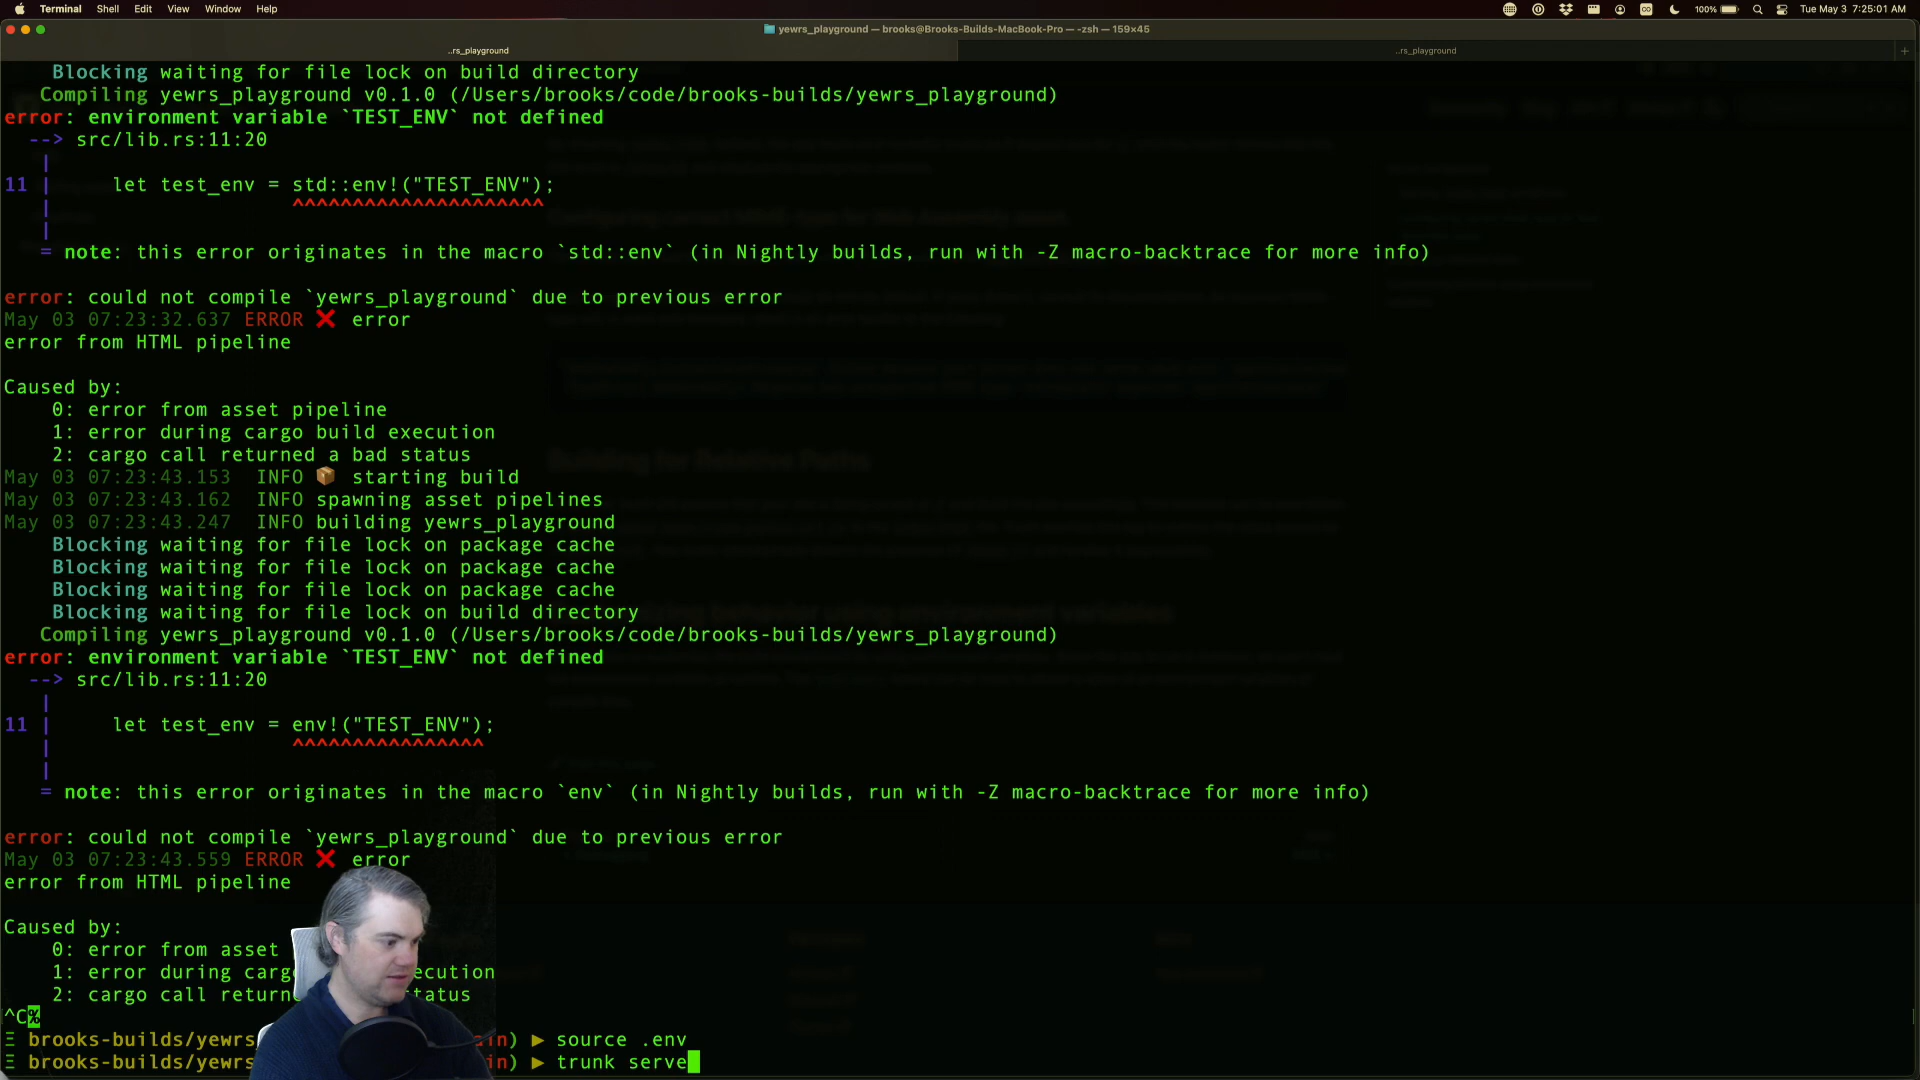 Terminal Shell Edit View Window Help 100% Tue May 3 7:25:01 AM
yewrs_playground — brooks@Brooks-Builds-MacBook-Pro — -zsh — 159×45
..rs_playground ..rs_playground +
Blocking waiting for file lock on build directory
Compiling yewrs_playground v0.1.0 (/Users/brooks/code/brooks-builds/yewrs_playground)
error: environment variable `TEST_ENV` not defined
--> src/lib.rs:11:20
|
11 | let test_env = std::env!("TEST_ENV");
| ^^^^^^^^^^^^^^^^^^^^^
|
= note: this error originates in the macro `std::env` (in Nightly builds, run with -Z macro-backtrace for more info)
error: could not compile `yewrs_playground` due to previous error
May 03 07:23:32.637 ERROR ❌ error
error from HTML pipeline
Caused by:
0: error from asset pipeline
1: error during cargo build execution
2: cargo call returned a bad status
May 03 07:23:43.153 INFO 📦 starting build
May 03 07:23:43.162 INFO spawning asset pipelines
May 03 07:23:43.247 INFO building yewrs_playground
Blocking waiting for file lock on package cache
Blocking waiting for file lock on package cache
Blocking waiting for file lock on package cache
Blocking waiting for file lock on build directory
Compiling yewrs_playground v0.1.0 (/Users/brooks/code/brooks-builds/yewrs_playground)
error: environment variable `TEST_ENV` not defined
--> src/lib.rs:11:20
|
11 | let test_env = env!("TEST_ENV");
| ^^^^^^^^^^^^^^^^
|
= note: this error originates in the macro `env` (in Nightly builds, run with -Z macro-backtrace for more info)
error: could not compile `yewrs_playground` due to previous error
May 03 07:23:43.559 ERROR ❌ error
error from HTML pipeline
Caused by:
0: error from asset
1: error during carg ecution
2: cargo call return tatus
^C%
Ξ brooks-builds/yewrs in) ▶ source .env
Ξ brooks-builds/yewrs in) ▶ trunk serve